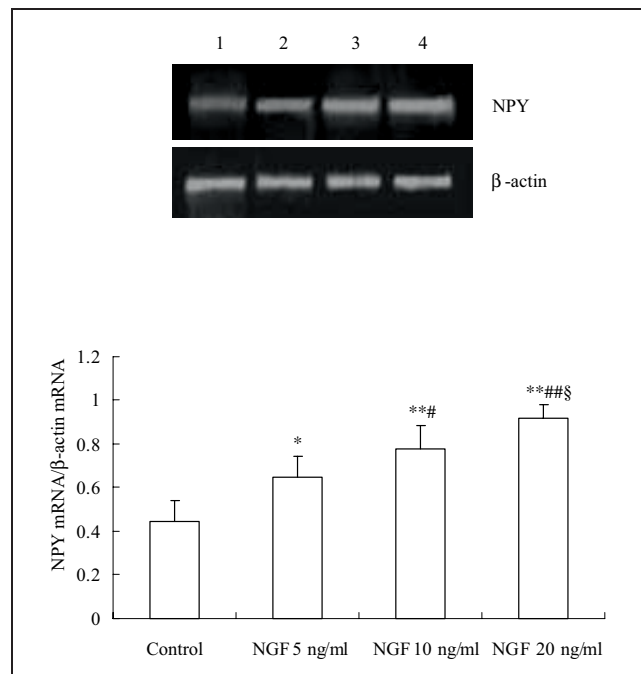 1 2 3 4
NPY
β-actin
NPY mRNA/β-actin mRNA
1.2
1
0.8
0.6
0.4
0.2
0
*
**#
**##§
Control NGF 5 ng/ml NGF 10 ng/ml NGF 20 ng/ml